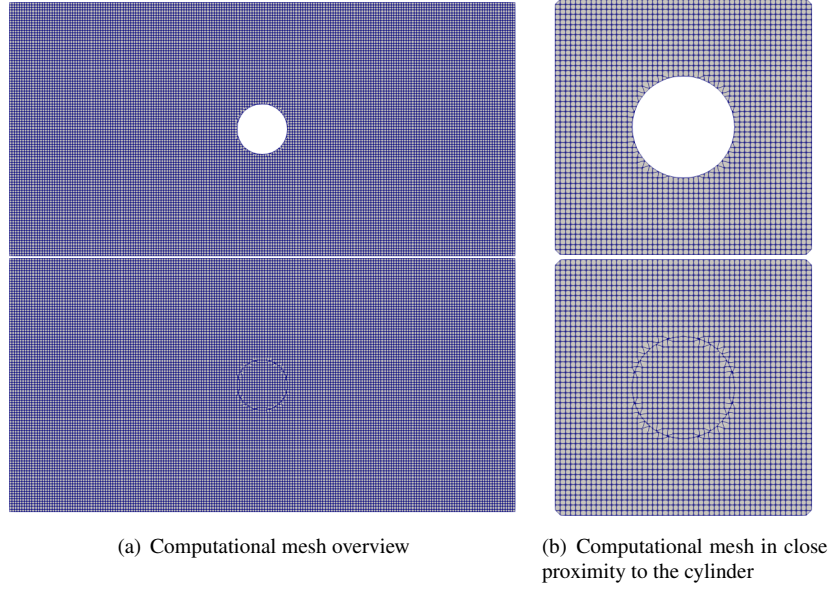 (a) Computational mesh overview
(b) Computational mesh in close
proximity to the cylinder